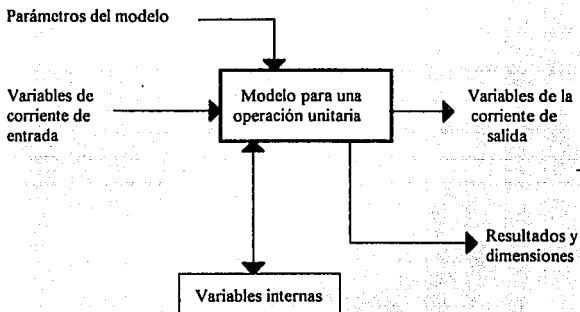 Parámetros del modelo
Variables de
corriente de
entrada
Modelo para una
operación unitaria
Variables de la
corriente de
salida
Resultados y
dimensiones
Variables internas